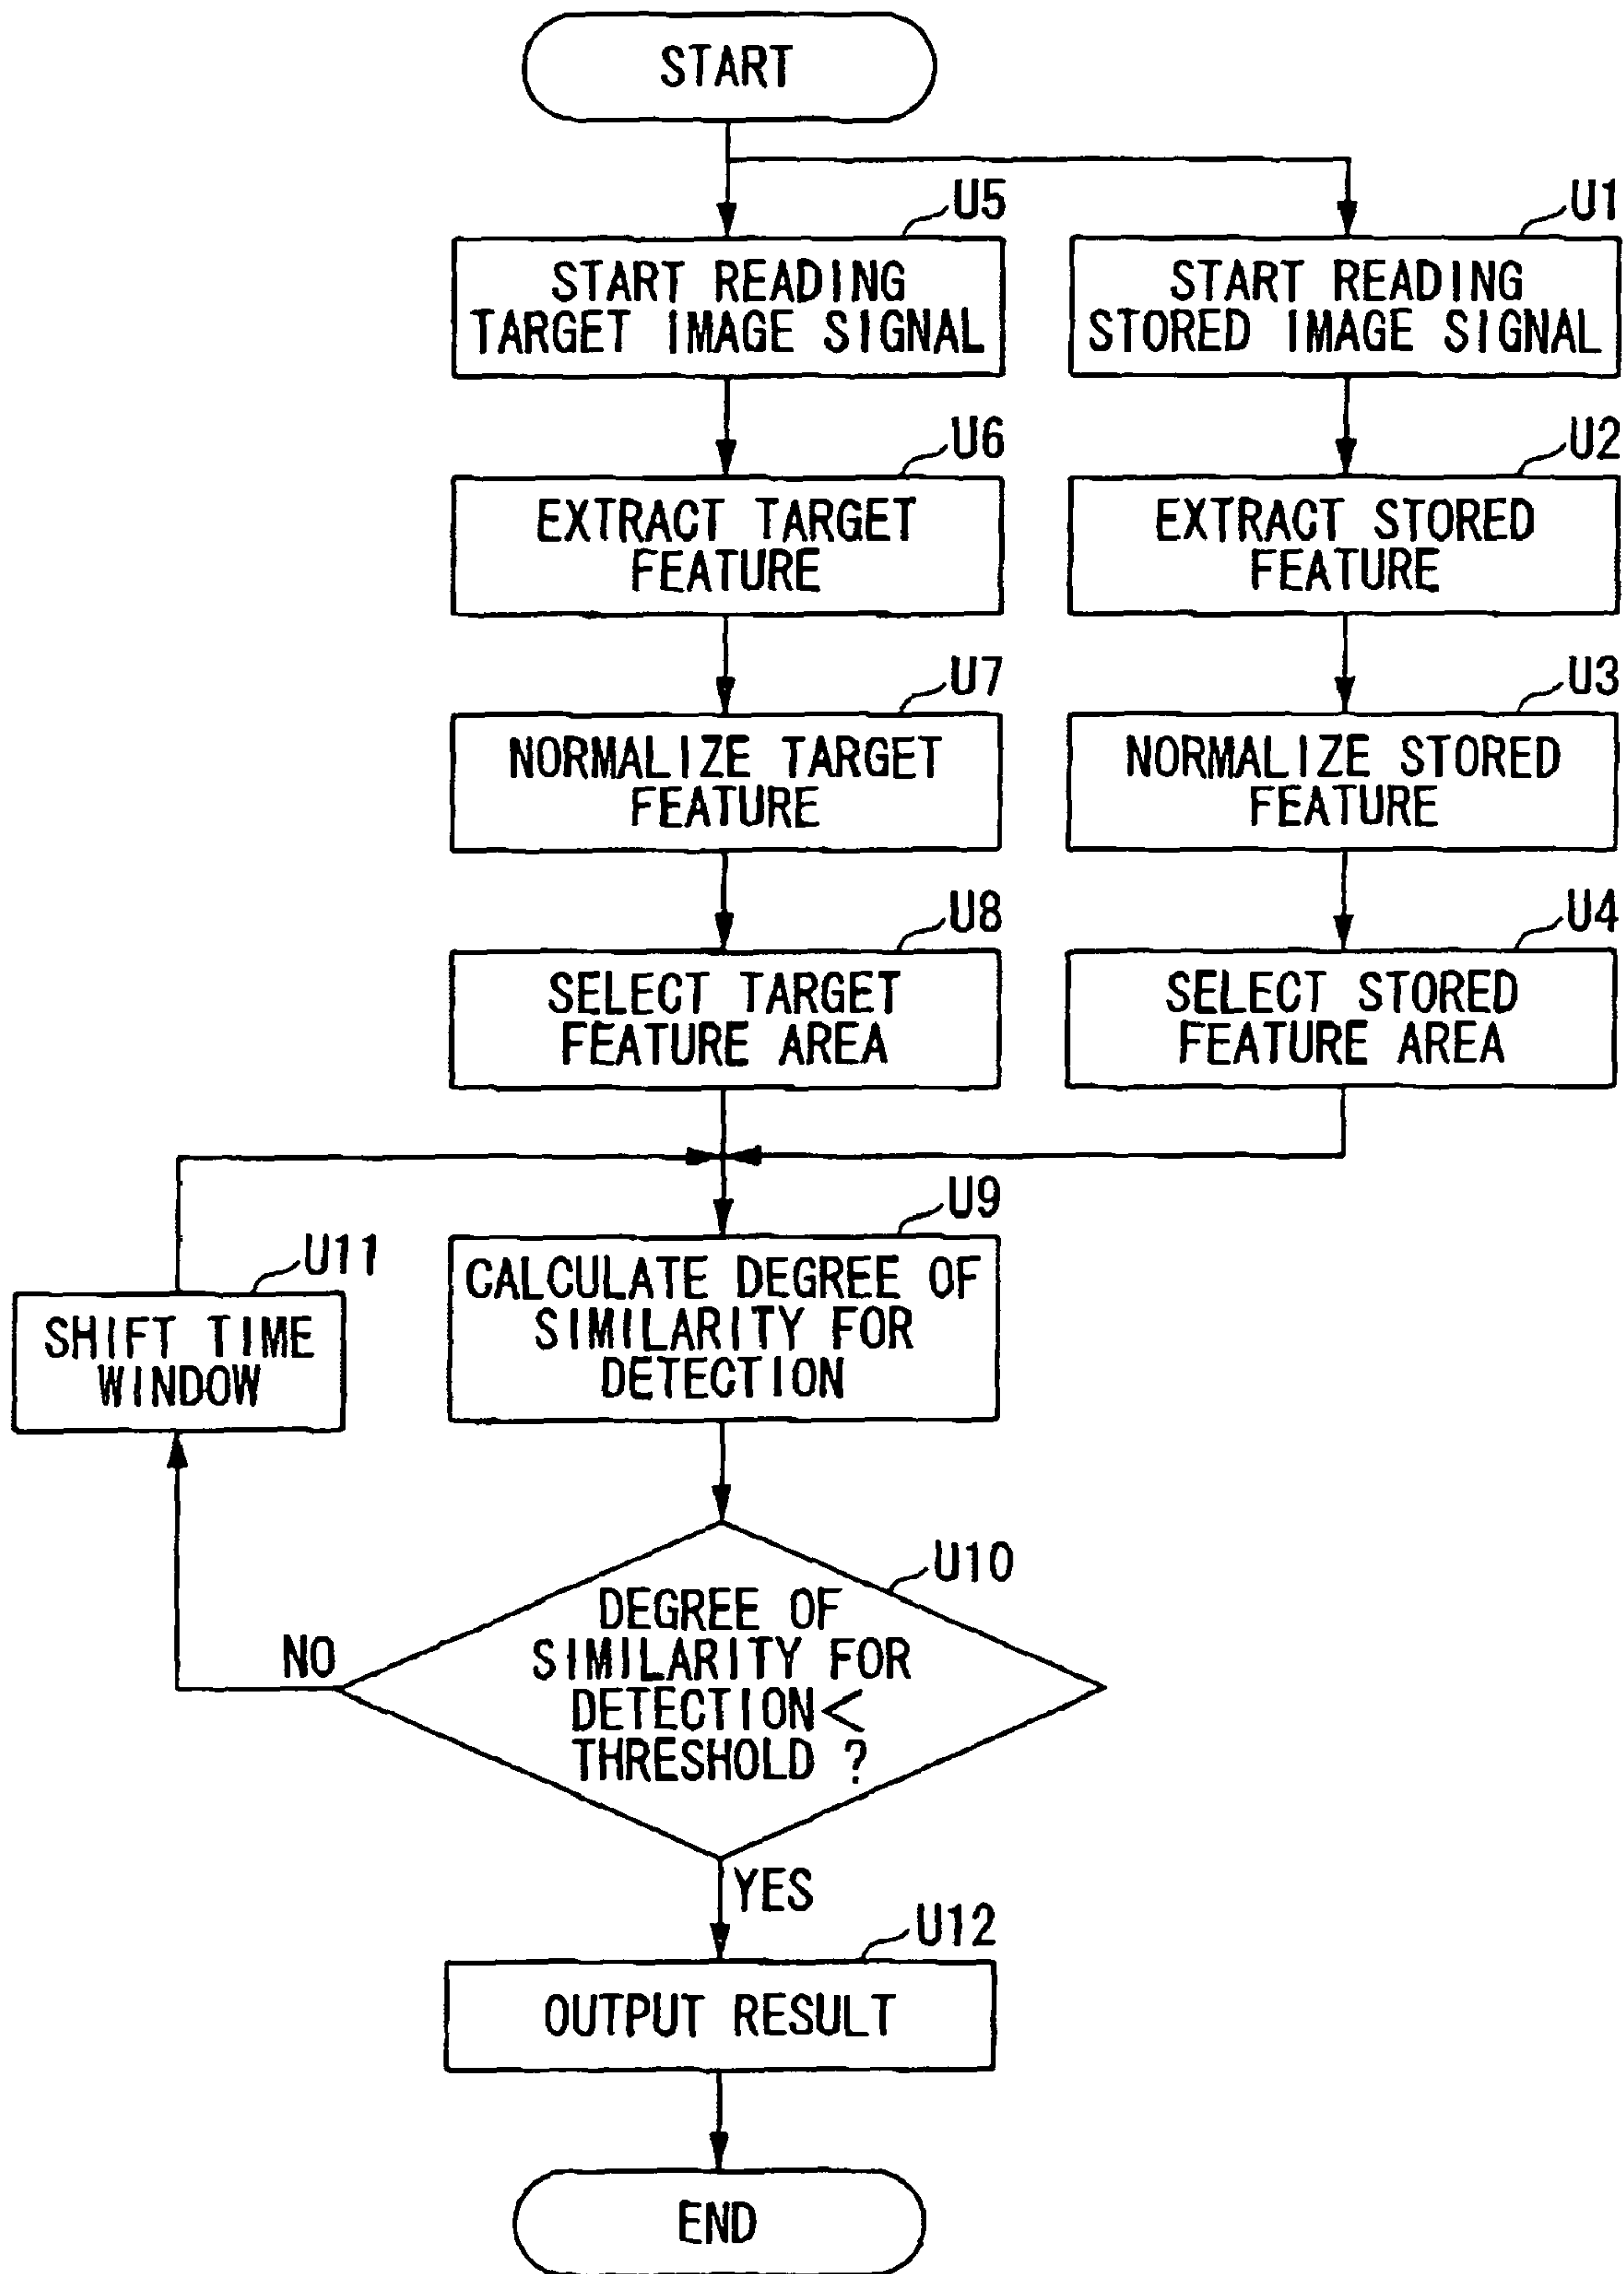 START
U5
START READING
TARGET IMAGE SIGNAL
U1
START READING
STORED IMAGE SIGNAL
U6
EXTRACT TARGET
FEATURE
U2
EXTRACT STORED
FEATURE
U7
NORMALIZE TARGET
FEATURE
U3
NORMALIZE STORED
FEATURE
U8
SELECT TARGET
FEATURE AREA
U4
SELECT STORED
FEATURE AREA
U9
CALCULATE DEGREE OF
SIMILARITY FOR
DETECTION
U11
SHIFT TIME
WINDOW
U10
DEGREE OF
SIMILARITY FOR
DETECTION<
THRESHOLD ?
NO
YES
U12
OUTPUT RESULT
END